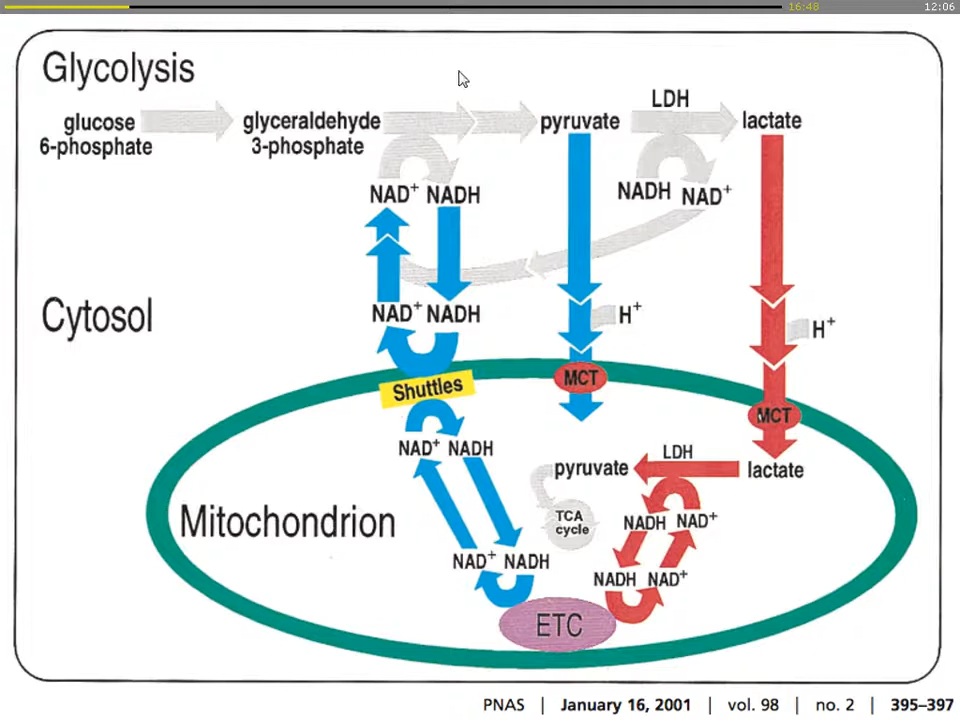 16:48 12:06
Glycolysis
LDH
glucose
6-phosphate
glyceraldehyde
3-phosphate
pyruvate
lactate
NAD⁺ NADH
NADH NAD⁺
Cytosol
NAD⁺ NADH
H⁺
H⁺
Shuttles
MCT
MCT
NAD⁺ NADH
LDH
pyruvate
lactate
TCA
cycle
NADH NAD⁺
Mitochondrion
NAD⁺ NADH
NADH NAD⁺
ETC
PNAS | January 16, 2001 | vol. 98 | no. 2 | 395–397